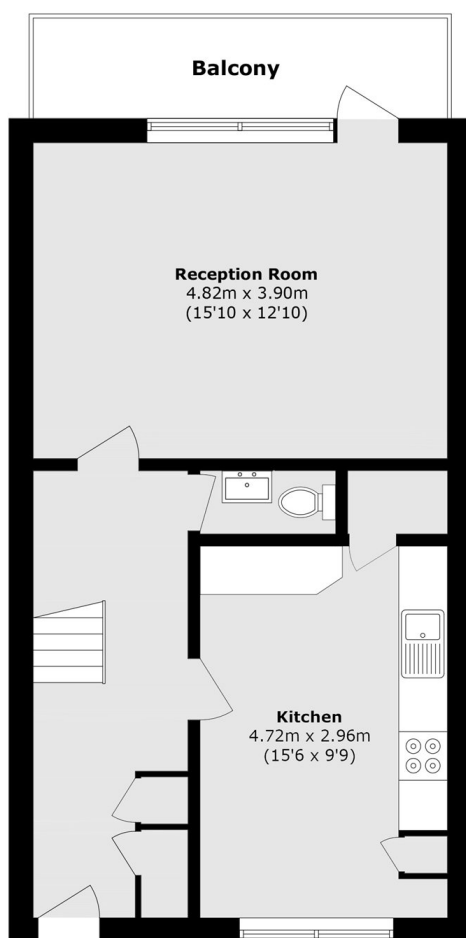 Balcony
Reception Room
4.82m x 3.90m
(15'10 x 12'10)
Kitchen
4.72m x 2.96m
(15'6 x 9'9)